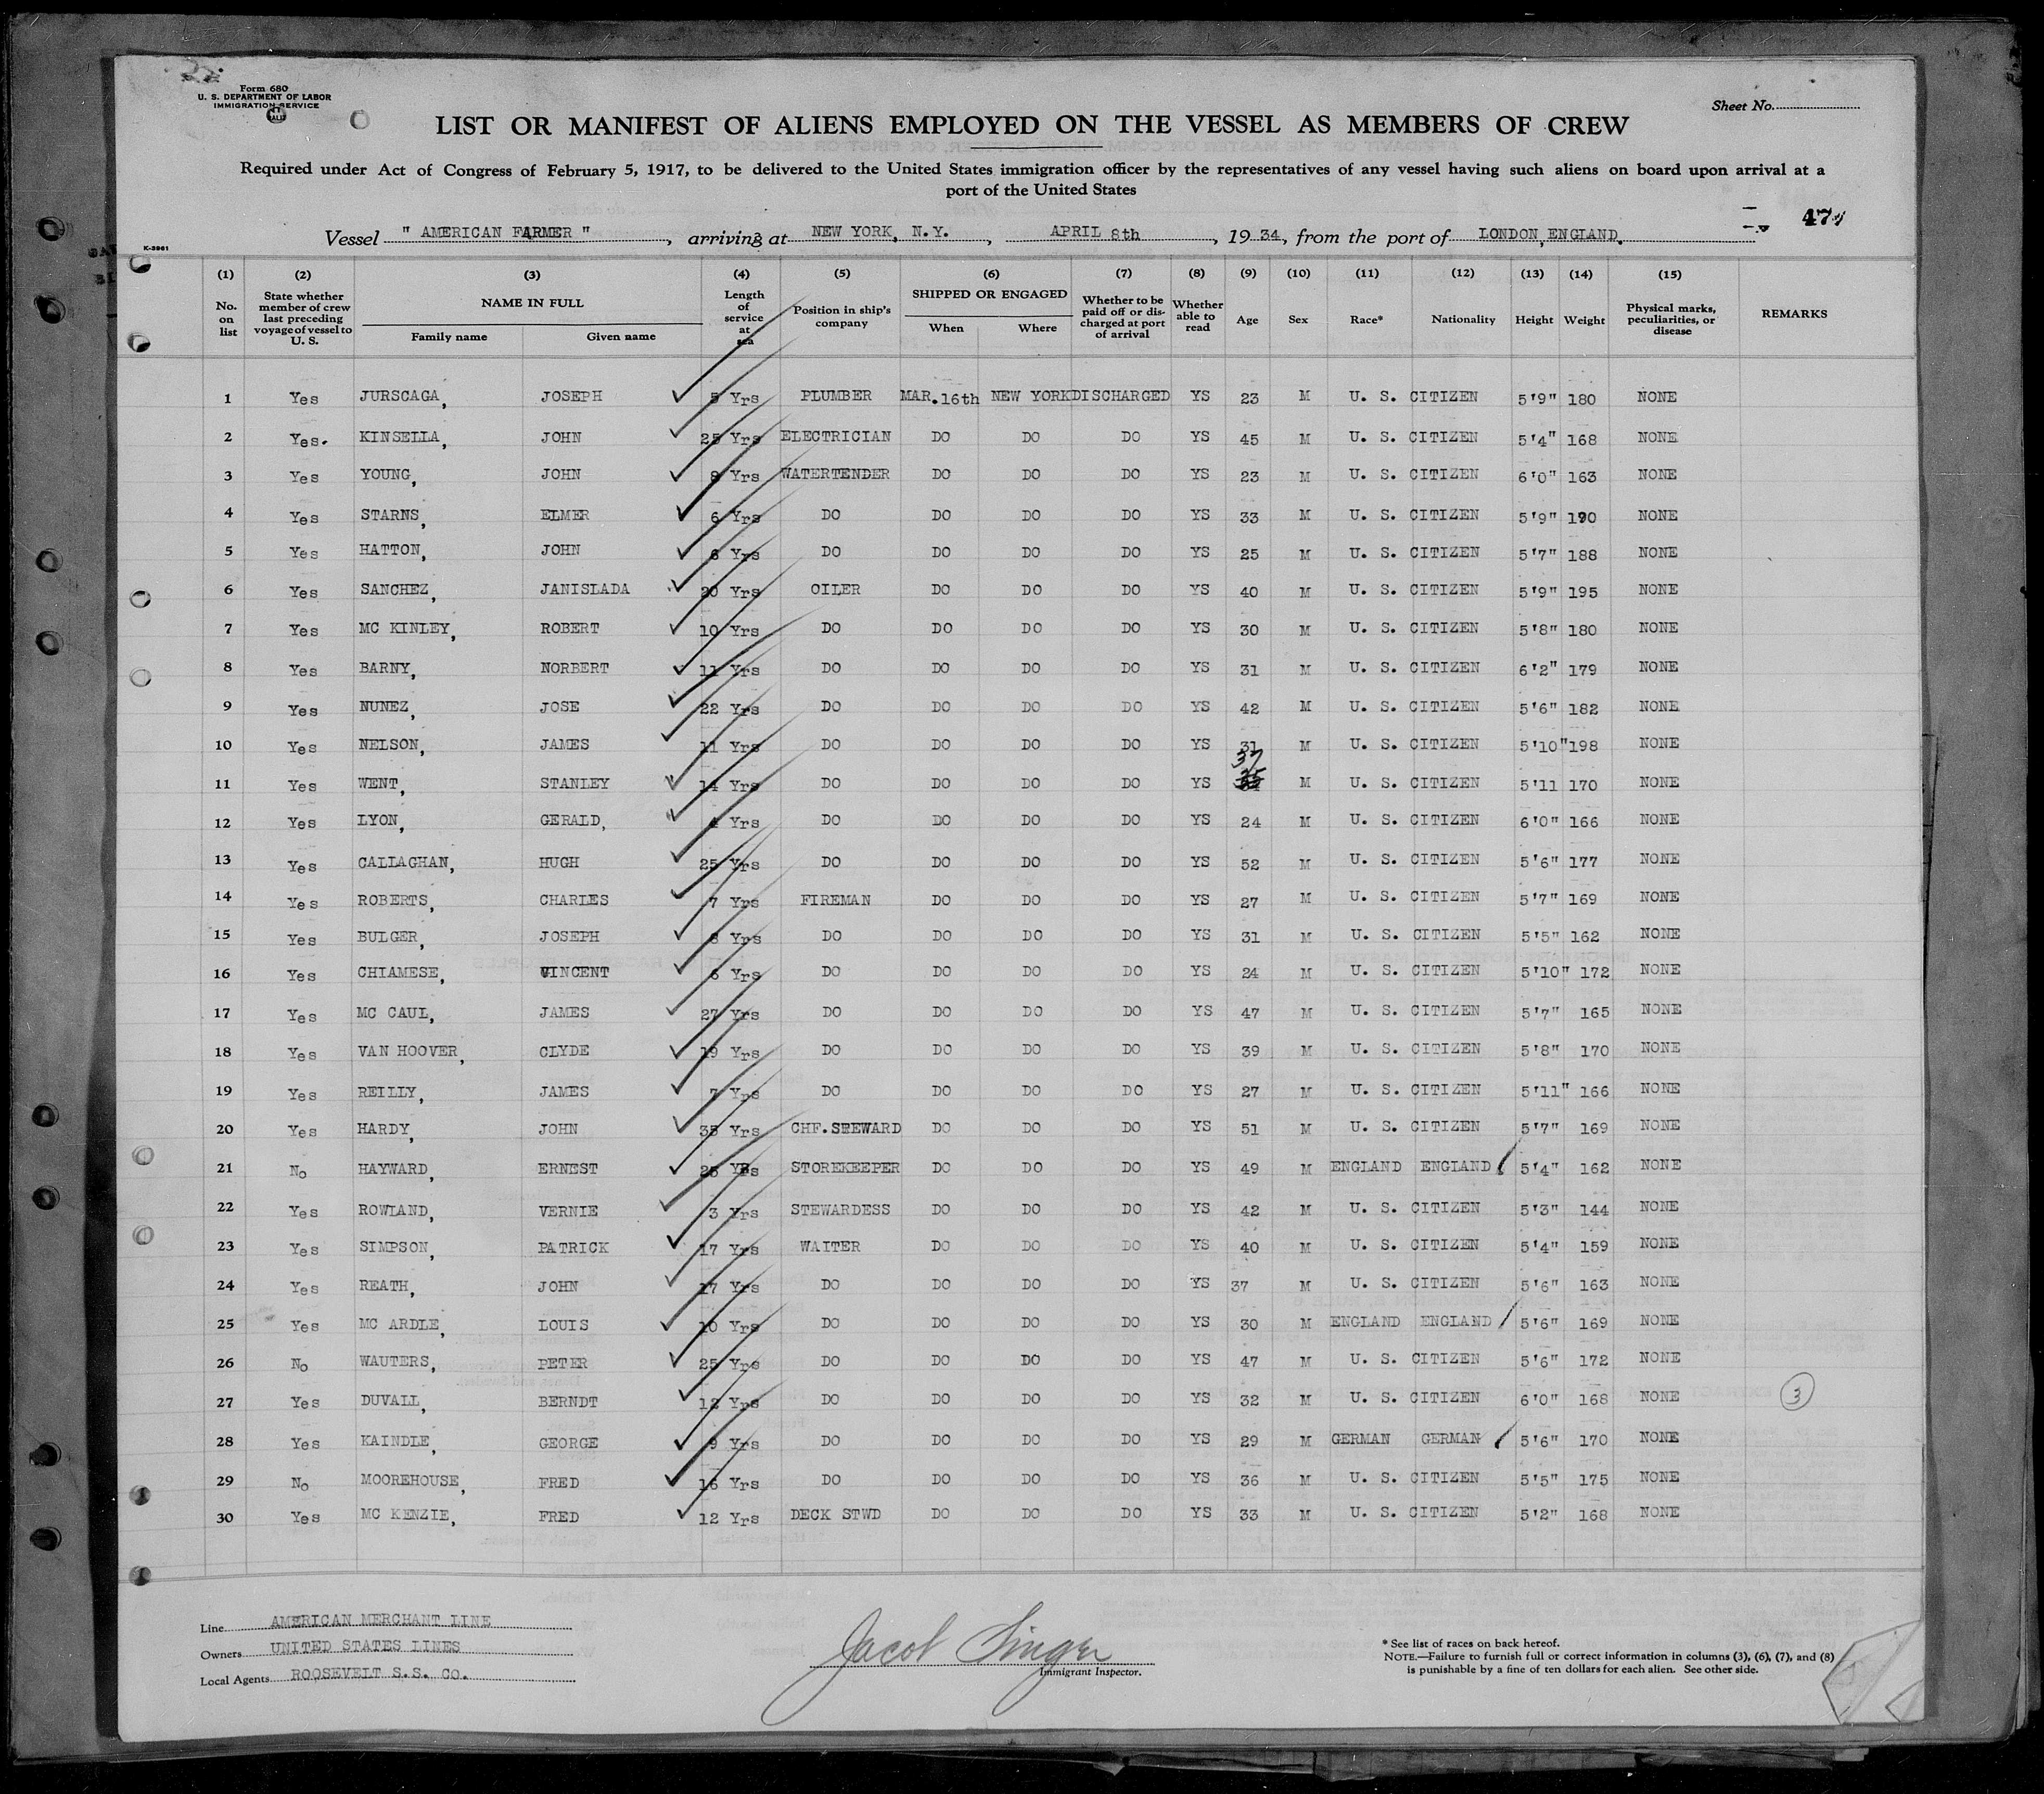 Form 680
U. S. DEPARTMENT OF LABOR
IMMIGRATION SERVICE
Sheet No.
LIST OR MANIFEST OF ALIENS EMPLOYED ON THE VESSEL AS MEMBERS OF CREW
Required under Act of Congress of February 5, 1917, to be delivered to the United States immigration officer by the representatives of any vessel having such aliens on board upon arrival at a
port of the United States
474
K-3961
Vessel " AMERICAN FARMER ", arriving at NEW YORK, N.Y., APRIL 8th, 19 34, from the port of LONDON, ENGLAND.
(1) (2) (3) (4) (5) (6) (7) (8) (9) (10) (11) (12) (13) (14) (15)
No. on list State whether member of crew last preceding voyage of vessel to U. S. NAME IN FULL Family name Given name Length of service at sea Position in ship's company SHIPPED OR ENGAGED When Where Whether to be paid off or discharged at port of arrival Whether able to read Age Sex Race* Nationality Height Weight Physical marks, peculiarities, or disease REMARKS
1 Yes JURSCAGA, JOSEPH 5 Yrs PLUMBER MAR.16th NEW YORK DISCHARGED YS 23 M U. S. CITIZEN 5'9" 180 NONE
2 Yes. KINSELLA, JOHN 25 Yrs ELECTRICIAN DO DO DO YS 45 M U. S. CITIZEN 5'4" 168 NONE
3 Yes YOUNG, JOHN 8 Yrs WATERTENDER DO DO DO YS 23 M U. S. CITIZEN 6'0" 163 NONE
4 Yes STARNS, ELMER 6 Yrs DO DO DO DO YS 33 M U. S. CITIZEN 5'9" 190 NONE
5 Yes HATTON, JOHN 6 Yrs DO DO DO DO YS 25 M U. S. CITIZEN 5'7" 188 NONE
6 Yes SANCHEZ, JANISLADA 20 Yrs OILER DO DO DO YS 40 M U. S. CITIZEN 5'9" 195 NONE
7 Yes MC KINLEY, ROBERT 10 Yrs DO DO DO DO YS 30 M U. S. CITIZEN 5'8" 180 NONE
8 Yes BARNY, NORBERT 11 Yrs DO DO DO DO YS 31 M U. S. CITIZEN 6'2" 179 NONE
9 Yes NUNEZ, JOSE 22 Yrs DO DO DO DO YS 42 M U. S. CITIZEN 5'6" 182 NONE
10 Yes NELSON, JAMES 11 Yrs DO DO DO DO YS 31 M U. S. CITIZEN 5'10" 198 NONE
11 Yes WENT, STANLEY 14 Yrs DO DO DO DO YS 37 M U. S. CITIZEN 5'11 170 NONE
12 Yes LYON, GERALD, 4 Yrs DO DO DO DO YS 24 M U. S. CITIZEN 6'0" 166 NONE
13 Yes CALLAGHAN, HUGH 25 Yrs DO DO DO DO YS 52 M U. S. CITIZEN 5'6" 177 NONE
14 Yes ROBERTS, CHARLES 7 Yrs FIREMAN DO DO DO YS 27 M U. S. CITIZEN 5'7" 169 NONE
15 Yes BULGER, JOSEPH 8 Yrs DO DO DO DO YS 31 M U. S. CITIZEN 5'5" 162 NONE
16 Yes CHIAMESE, VINCENT 6 Yrs DO DO DO DO YS 24 M U. S. CITIZEN 5'10" 172 NONE
17 Yes MC CAUL, JAMES 27 Yrs DO DO DO DO YS 47 M U. S. CITIZEN 5'7" 165 NONE
18 Yes VAN HOOVER, CLYDE 19 Yrs DO DO DO DO YS 39 M U. S. CITIZEN 5'8" 170 NONE
19 Yes REILLY, JAMES 7 Yrs DO DO DO DO YS 27 M U. S. CITIZEN 5'11" 166 NONE
20 Yes HARDY, JOHN 35 Yrs CHF.STEWARD DO DO DO YS 51 M U. S. CITIZEN 5'7" 169 NONE
21 No HAYWARD, ERNEST 25 Yrs STOREKEEPER DO DO DO YS 49 M ENGLAND ENGLAND 5'4" 162 NONE
22 Yes ROWLAND, VERNIE 3 Yrs STEWARDESS DO DO DO YS 42 M U. S. CITIZEN 5'3" 144 NONE
23 Yes SIMPSON, PATRICK 17 Yrs WAITER DO DO DO YS 40 M U. S. CITIZEN 5'4" 159 NONE
24 Yes REATH, JOHN 17 Yrs DO DO DO DO YS 37 M U. S. CITIZEN 5'6" 163 NONE
25 Yes MC ARDLE, LOUIS 10 Yrs DO DO DO DO YS 30 M ENGLAND ENGLAND 5'6" 169 NONE
26 No WAUTERS, PETER 25 Yrs DO DO DO DO YS 47 M U. S. CITIZEN 5'6" 172 NONE
27 Yes DUVALL, BERNDT 12 Yrs DO DO DO DO YS 32 M U. S. CITIZEN 6'0" 168 NONE 3
28 Yes KAINDLE, GEORGE 9 Yrs DO DO DO DO YS 29 M GERMAN GERMAN 5'6" 170 NONE
29 No MOOREHOUSE, FRED 16 Yrs DO DO DO DO YS 36 M U. S. CITIZEN 5'5" 175 NONE
30 Yes MC KENZIE, FRED 12 Yrs DECK STWD DO DO DO YS 33 M U. S. CITIZEN 5'2" 168 NONE
Line AMERICAN MERCHANT LINE
Owners UNITED STATES LINES
Local Agents ROOSEVELT S.S. CO.
Jacob Singer
Immigrant Inspector.
* See list of races on back hereof.
NOTE.—Failure to furnish full or correct information in columns (3), (6), (7), and (8)
is punishable by a fine of ten dollars for each alien. See other side.